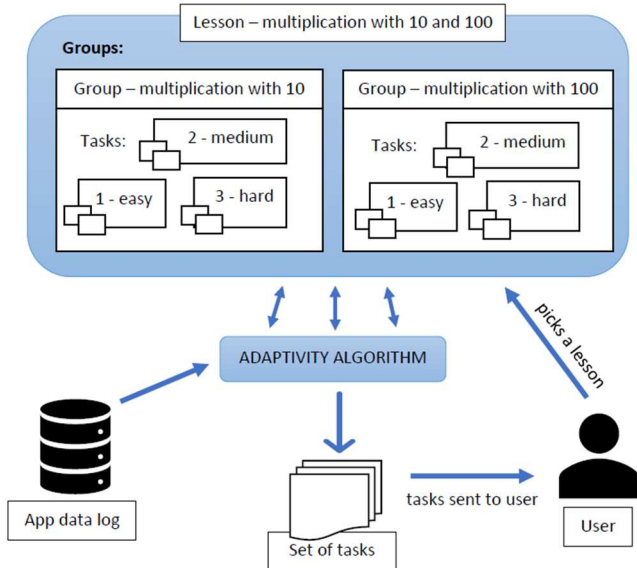 Lesson – multiplication with 10 and 100
Groups:
Group – multiplication with 10
Tasks:
2 - medium
1 - easy
3 - hard
Group – multiplication with 100
Tasks:
2 - medium
1 - easy
3 - hard
picks a lesson
ADAPTIVITY ALGORITHM
App data log
Set of tasks
tasks sent to user
User